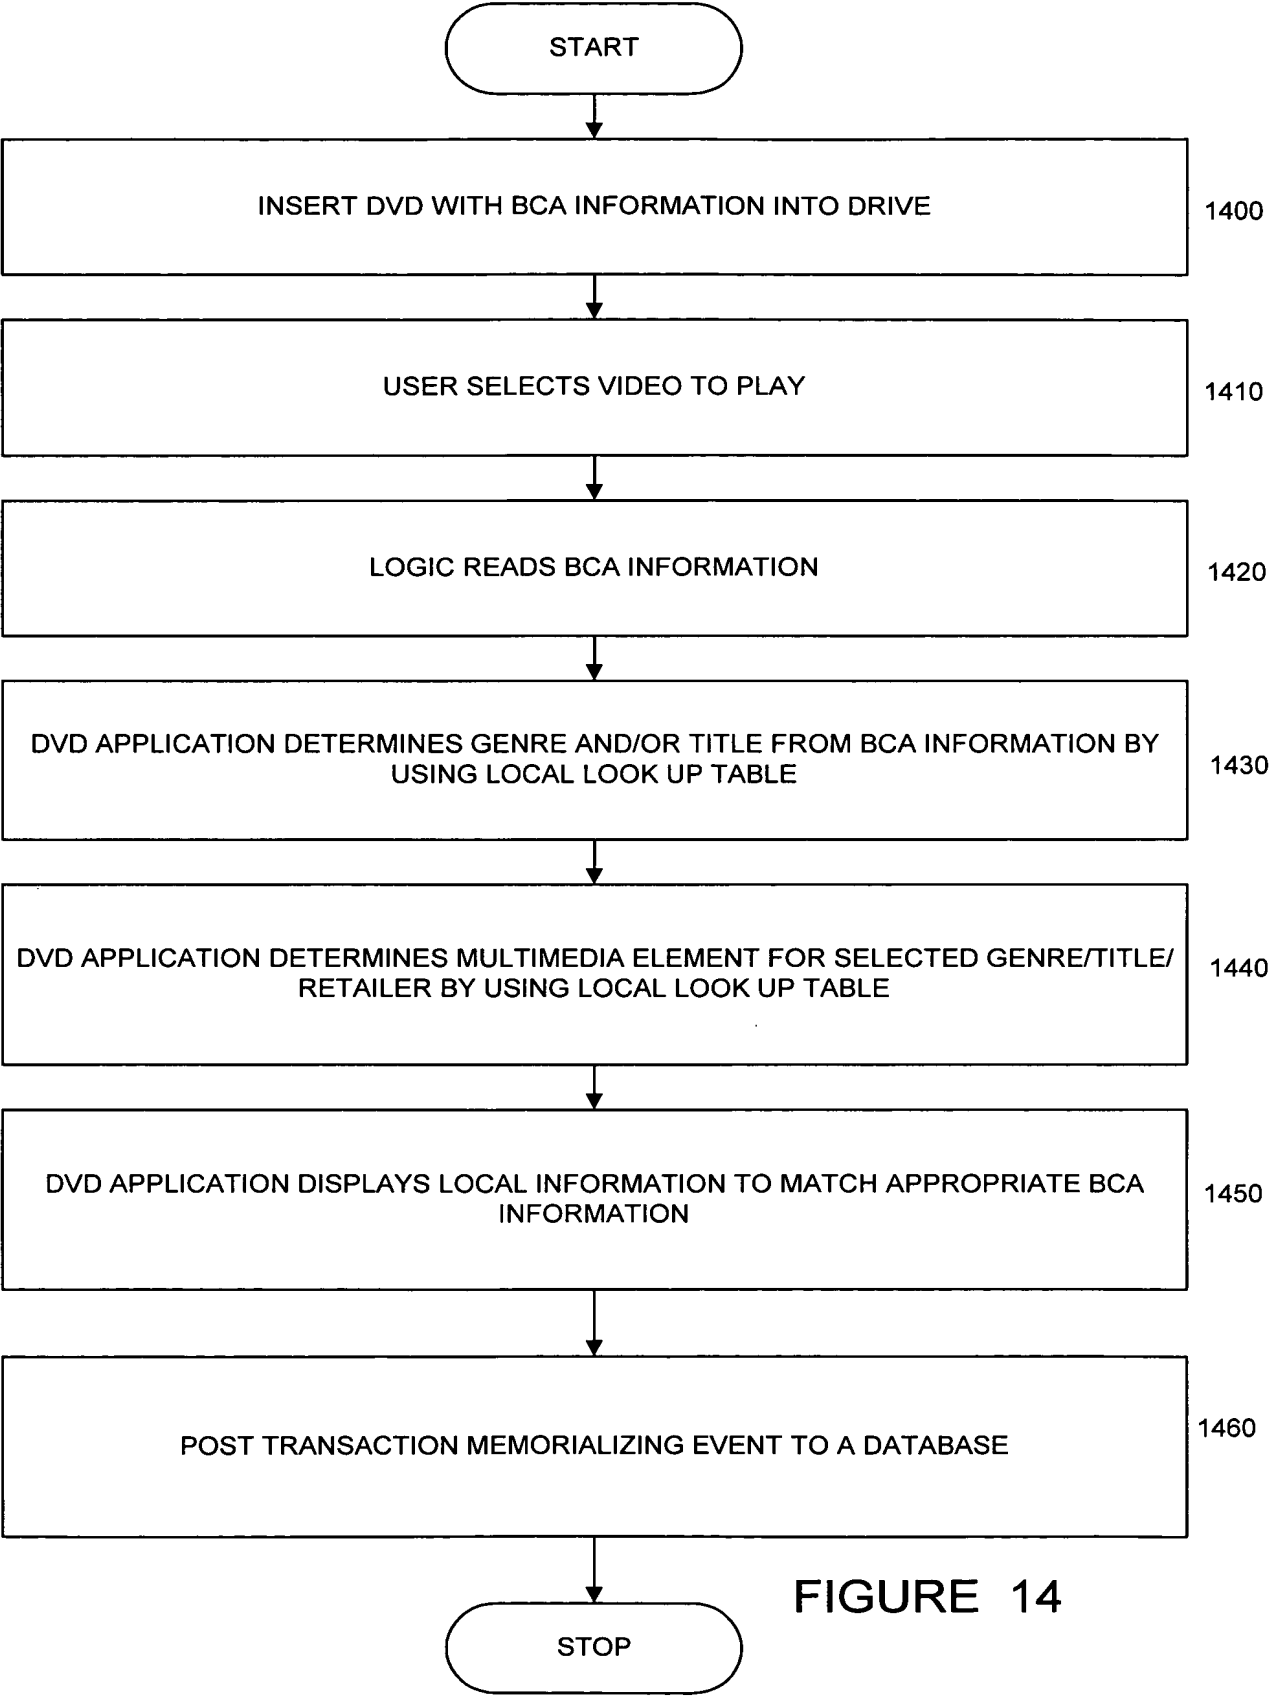 START
INSERT DVD WITH BCA INFORMATION INTO DRIVE
1400
USER SELECTS VIDEO TO PLAY
1410
LOGIC READS BCA INFORMATION
1420
DVD APPLICATION DETERMINES GENRE AND/OR TITLE FROM BCA INFORMATION BY
USING LOCAL LOOK UP TABLE
1430
DVD APPLICATION DETERMINES MULTIMEDIA ELEMENT FOR SELECTED GENRE/TITLE/
RETAILER BY USING LOCAL LOOK UP TABLE
1440
DVD APPLICATION DISPLAYS LOCAL INFORMATION TO MATCH APPROPRIATE BCA
INFORMATION
1450
POST TRANSACTION MEMORIALIZING EVENT TO A DATABASE
1460
FIGURE 14
STOP